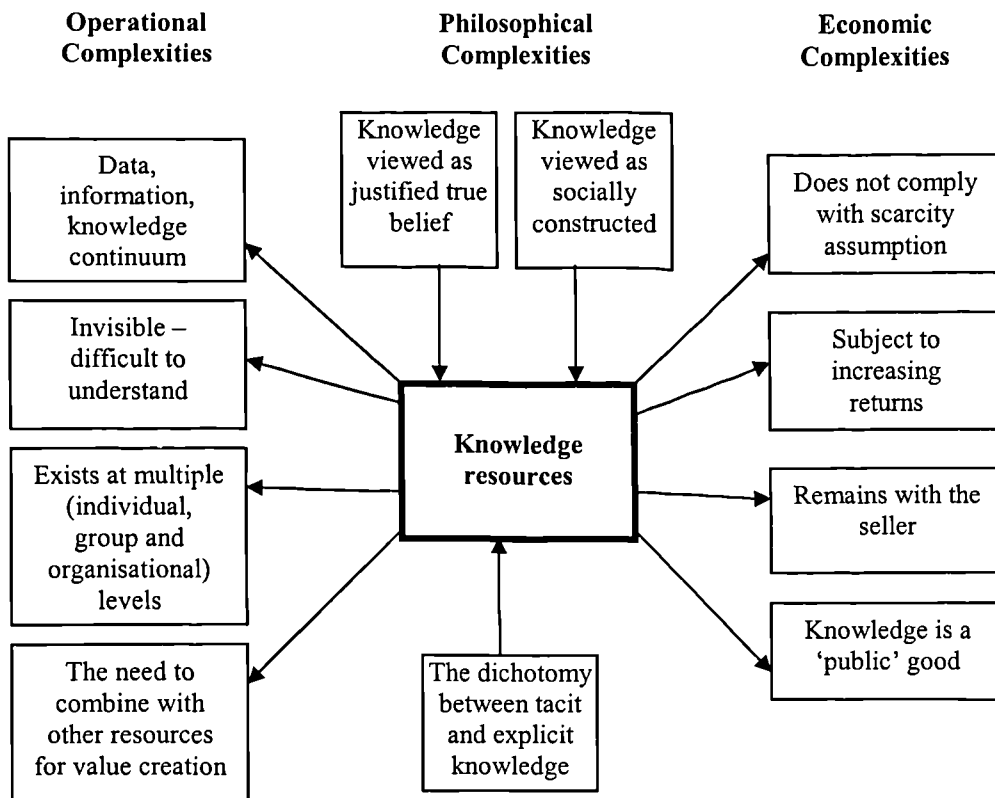 Operational
Complexities
Philosophical
Complexities
Economic
Complexities
Data,
information,
knowledge
continuum
Invisible –
difficult to
understand
Exists at multiple
(individual,
group and
organisational)
levels
The need to
combine with
other resources
for value creation
Knowledge
viewed as
justified true
belief
Knowledge
viewed as
socially
constructed
Knowledge
resources
The dichotomy
between tacit
and explicit
knowledge
Does not comply
with scarcity
assumption
Subject to
increasing
returns
Remains with the
seller
Knowledge is a
‘public’ good